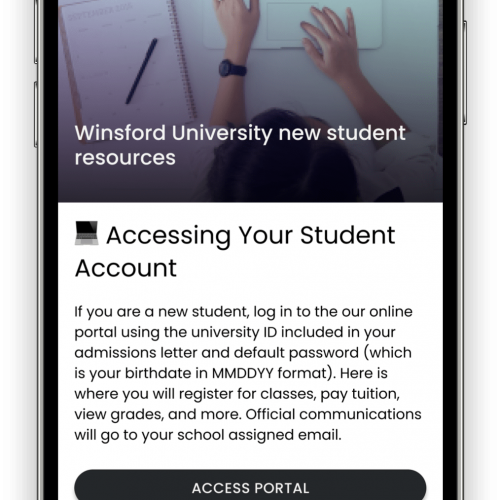 Winsford University new student
resources
💻 Accessing Your Student
Account
If you are a new student, log in to the our online
portal using the university ID included in your
admissions letter and default password (which
is your birthdate in MMDDYY format). Here is
where you will register for classes, pay tuition,
view grades, and more. Official communications
will go to your school assigned email.
ACCESS PORTAL